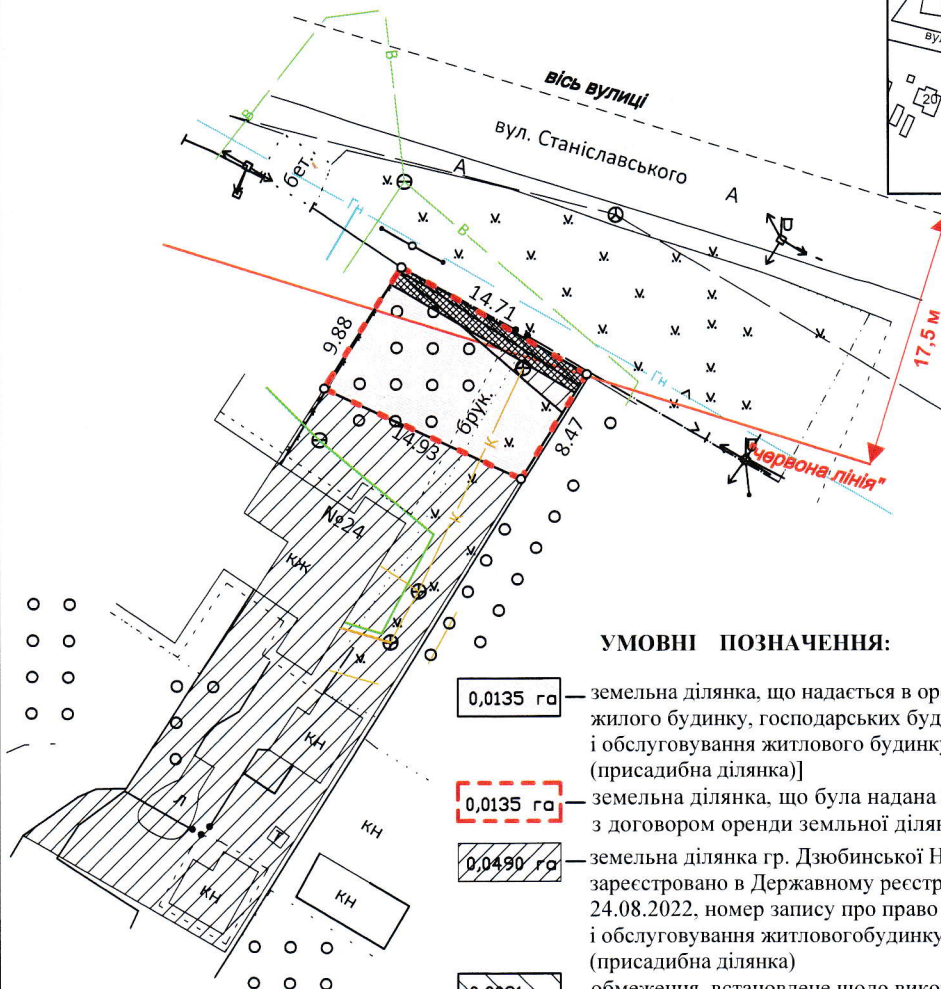 вісь вулиці
вул. Станіславського
А
А
В
В
В
бет.
Гн
Гн
20
17,5 м
"червона лінія"
14.71
9.88
8.47
14.93
брук.
К
К
№24
КЖ
КН
КН
КН
КН
Л
УМОВНІ ПОЗНАЧЕННЯ:
0,0135 га
земельна ділянка, що надається в ор
жилого будинку, господарських буд
і обслуговування житлового будинк
(присадибна ділянка)]
0,0135 га
земельна ділянка, що була надана
з договором оренди земльної ділян
0,0490 га
земельна ділянка гр. Дзюбинської Н
зареєстровано в Державному реєстр
24.08.2022, номер запису про право
і обслуговування житловогобудинку
(присадибна ділянка)